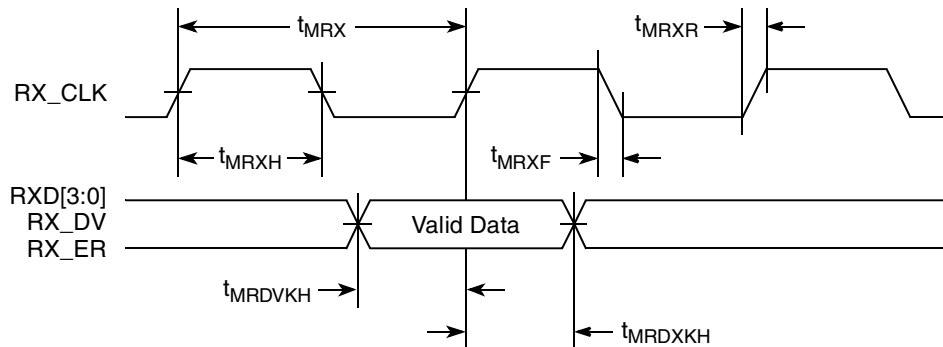 tMRX
tMRXR
RX_CLK
tMRXH
tMRXF
RXD[3:0]
RX_DV
Valid Data
RX_ER
tMRDVKH
tMRDXKH